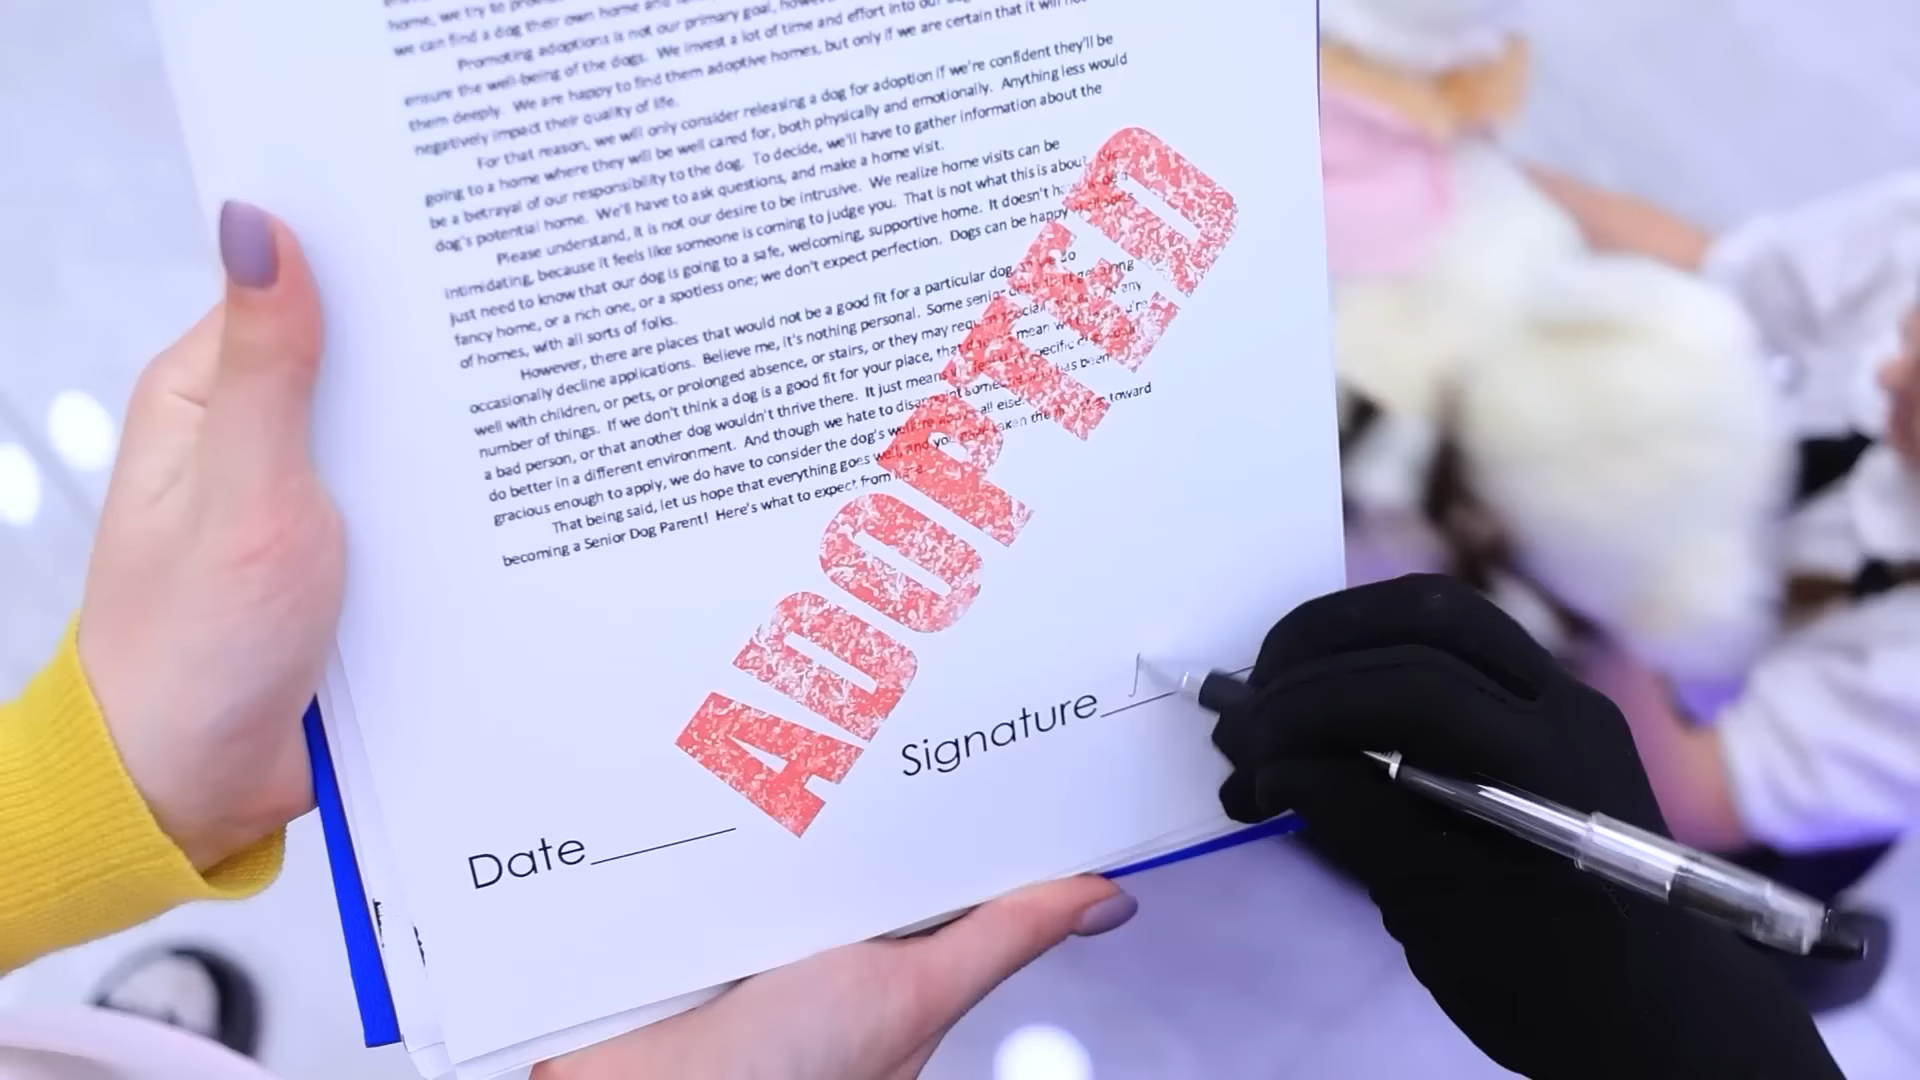 home, we try to
we can find a dog their own home and
Promoting adoptions is not our primary goal,
ensure the well-being of the dogs. We invest a lot of time and effort into our
them deeply. We are happy to find them adoptive homes, but only if we are certain that it will
negatively impact their quality of life.
For that reason, we will only consider releasing a dog for adoption if we're confident they'll be
going to a home where they will be well cared for, both physically and emotionally. Anything less would
be a betrayal of our responsibility to the dog. To decide, we'll have to gather information about the
dog's potential home. We'll have to ask questions, and make a home visit.
Please understand, it is not our desire to be intrusive. We realize home visits can be
intimidating, because it feels like someone is coming to judge you. That is not what this is about.
just need to know that our dog is going to a safe, welcoming, supportive home. It doesn't
fancy home, or a rich one, or a spotless one; we don't expect perfection. Dogs can be happy
of homes, with all sorts of folks.
However, there are places that would not be a good fit for a particular dog,
occasionally decline applications. Believe me, it's nothing personal. Some senior
well with children, or pets, or prolonged absence, or stairs, or they may require any
number of things. If we don't think a dog is a good fit for your place, that mean
a bad person, or that another dog wouldn't thrive there. It just means specific
do better in a different environment. And though we hate to disappoint has been
gracious enough to apply, we do have to consider the dog's all else.
That being said, let us hope that everything goes well, and you taken the toward
becoming a Senior Dog Parent! Here's what to expect from here.
ADOPTED
Signature
Date